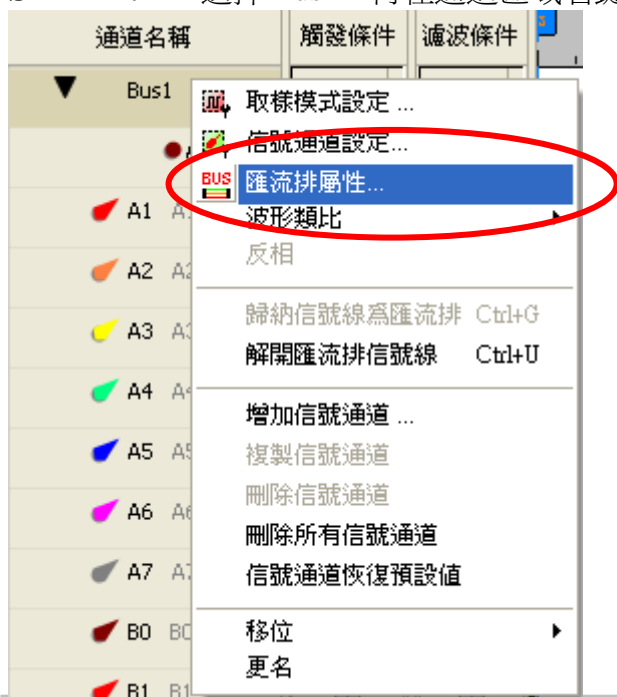 選擇
通道名稱 觸發條件 濾波條件
Bus1
取樣模式設定 ...
信號通道設定...
BUS 匯流排屬性...
A1
波形類比
反相
A2
歸納信號線為匯流排 Ctrl+G
A3
解開匯流排信號線 Ctrl+U
A4
增加信號通道 ...
A5 A5
複製信號通道
刪除信號通道
A6
刪除所有信號通道
A7
信號通道恢復預設值
B0
移位
更名
B1 B1